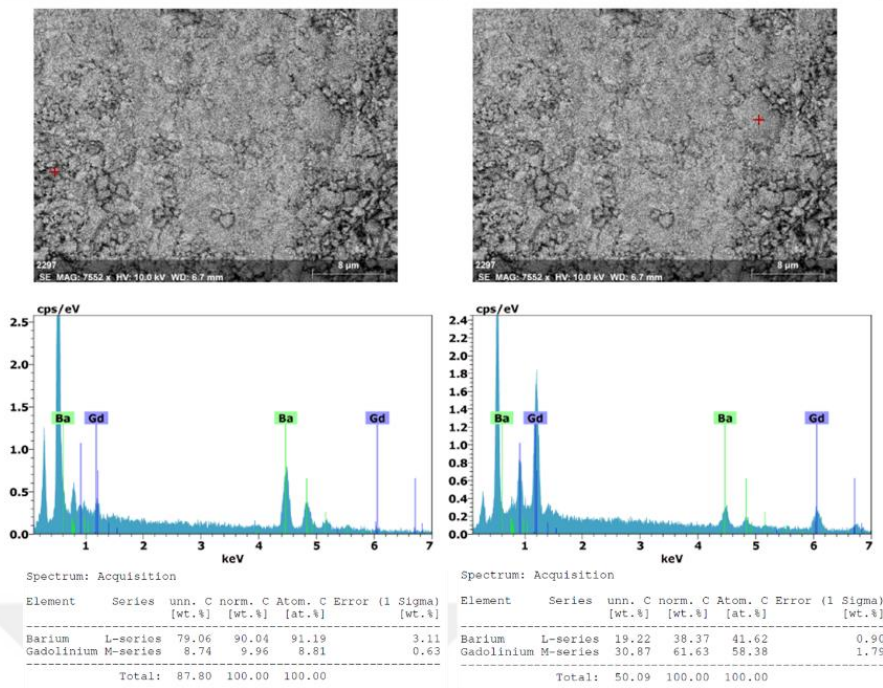 2297
SE MAG: 7552 x HV: 10.0 kV WD: 6.7 mm
8 µm
2297
SE MAG: 7552 x HV: 10.0 kV WD: 6.7 mm
8 µm
cps/eV
2.5
2.0
1.5
1.0
0.5
0.0
Ba Gd Ba Gd
1 2 3 4 5 6 7
keV
Spectrum: Acquisition
Element Series unn. C norm. C Atom. C Error (1 Sigma)
[wt.%] [wt.%] [at.%] [wt.%]
Barium L-series 79.06 90.04 91.19 3.11
Gadolinium M-series 8.74 9.96 8.81 0.63
Total: 87.80 100.00 100.00
cps/eV
2.4
2.2
2.0
1.8
1.6
1.4
1.2
1.0
0.8
0.6
0.4
0.2
0.0
Ba Gd Ba Gd
1 2 3 4 5 6 7
keV
Spectrum: Acquisition
Element Series unn. C norm. C Atom. C Error (1 Sigma)
[wt.%] [wt.%] [at.%] [wt.%]
Barium L-series 19.22 38.37 41.62 0.90
Gadolinium M-series 30.87 61.63 58.38 1.79
Total: 50.09 100.00 100.00